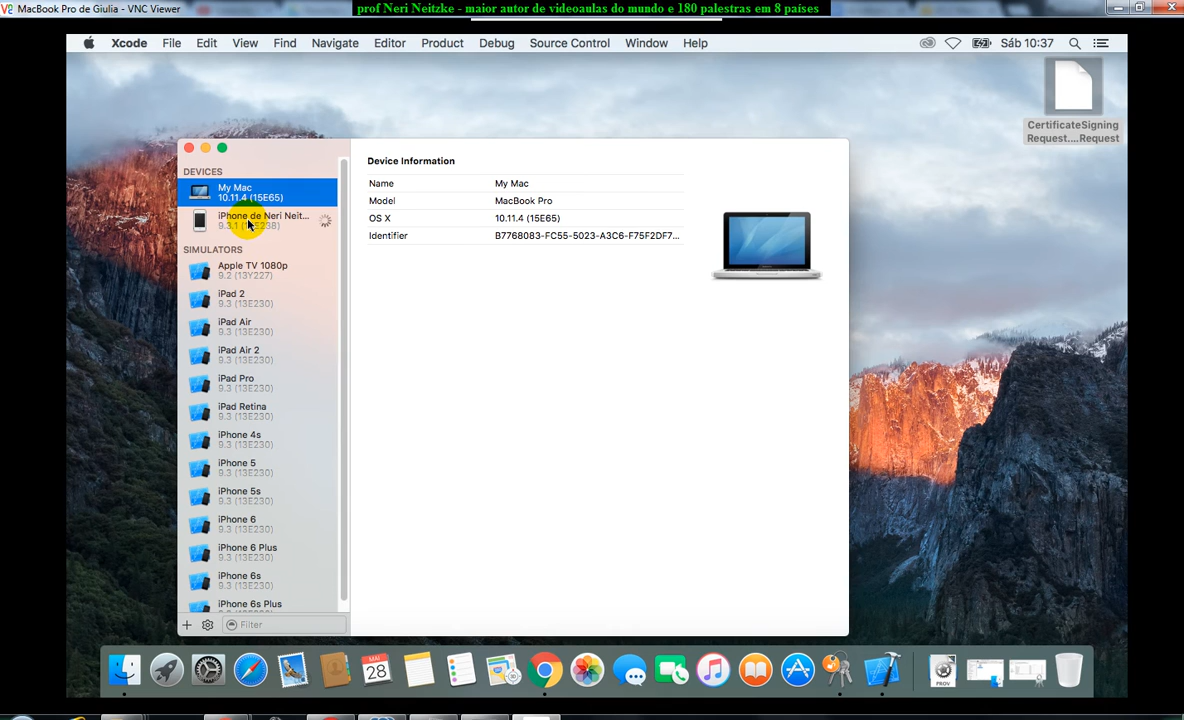 MacBook Pro de Giulia - VNC Viewer
prof Neri Neitzke - maior autor de videoaulas do mundo e 180 palestras em 8 países
Xcode File Edit View Find Navigate Editor Product Debug Source Control Window Help
Sáb 10:37
CertificateSigning
Request....Request
DEVICES
My Mac
10.11.4 (15E65)
iPhone de Neri Neit...
SIMULATORS
Apple TV 1080p
9.2 (13Y227)
iPad 2
9.3 (13E230)
iPad Air
9.3 (13E230)
iPad Air 2
9.3 (13E230)
iPad Pro
9.3 (13E230)
iPad Retina
9.3 (13E230)
iPhone 4s
9.3 (13E230)
iPhone 5
9.3 (13E230)
iPhone 5s
9.3 (13E230)
iPhone 6
9.3 (13E230)
iPhone 6 Plus
9.3 (13E230)
iPhone 6s
9.3 (13E230)
iPhone 6s Plus
Filter
Device Information
Name My Mac
Model MacBook Pro
OS X 10.11.4 (15E65)
Identifier B7768083-FC55-5023-A3C6-F75F2DF7...
MAI
28
PROV